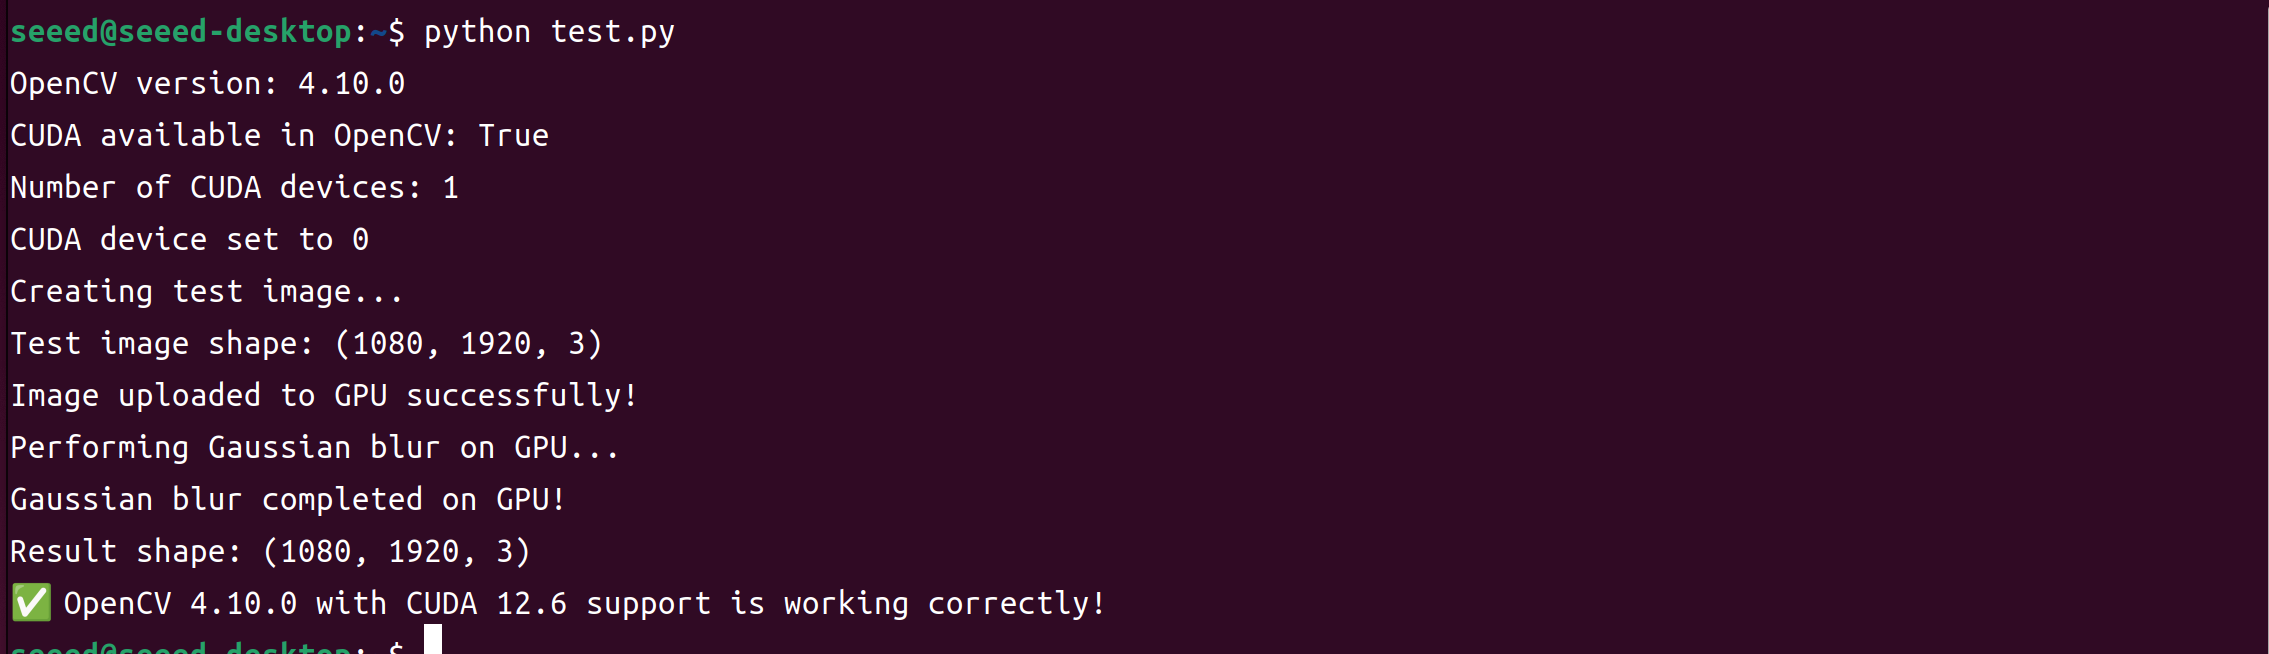 seeed@seeed-desktop:~$ python test.py
OpenCV version: 4.10.0
CUDA available in OpenCV: True
Number of CUDA devices: 1
CUDA device set to 0
Creating test image...
Test image shape: (1080, 1920, 3)
Image uploaded to GPU successfully!
Performing Gaussian blur on GPU...
Gaussian blur completed on GPU!
Result shape: (1080, 1920, 3)
✅ OpenCV 4.10.0 with CUDA 12.6 support is working correctly!
seeed@seeed-desktop:~$